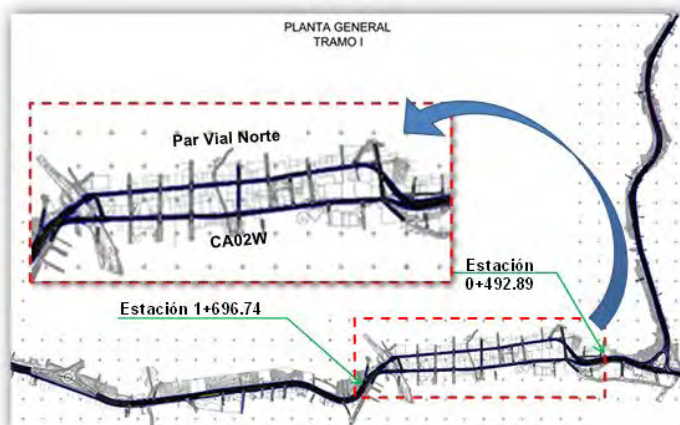 PLANTA GENERAL
TRAMO I
Par Vial Norte
CA02W
Estación
0+492.89
Estación 1+696.74